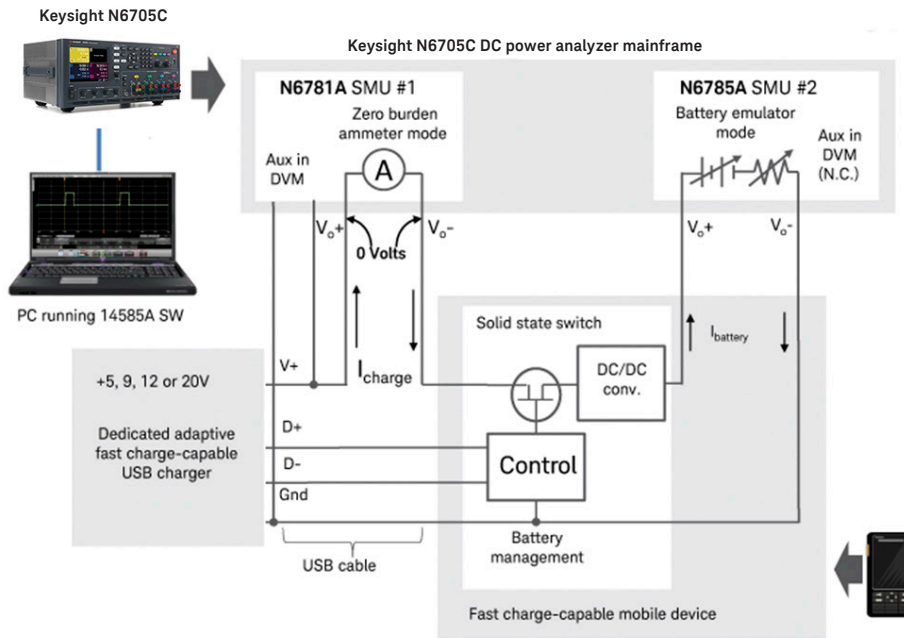 Keysight N6705C
Keysight N6705C DC power analyzer mainframe
N6781A SMU #1
Zero burden
ammeter mode
Aux in
DVM
A
N6785A SMU #2
Battery emulator
mode
Aux in
DVM
(N.C.)
Vo+
Vo-
0 Volts
Vo+
Vo-
PC running 14585A SW
Solid state switch
Ibattery
Icharge
DC/DC
conv.
+5, 9, 12 or 20V
Dedicated adaptive
fast charge-capable
USB charger
V+
D+
D-
Gnd
Control
Battery
management
USB cable
Fast charge-capable mobile device